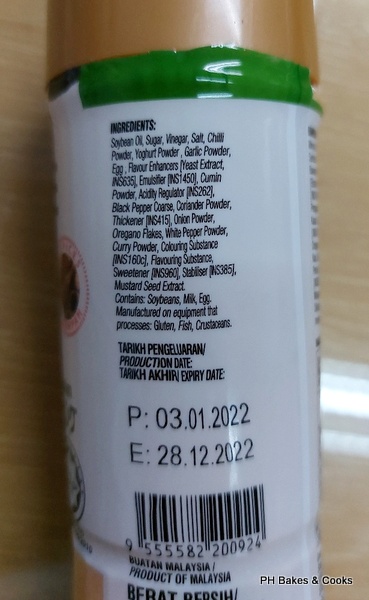 INGREDIENTS:
Soybean Oil, Sugar, Vinegar, Salt, Chilli
Powder, Yoghurt Powder, Garlic Powder,
Egg, Flavour Enhancers [Yeast Extract,
INS635], Emulsifier [INS1450], Cumin
Powder, Acidity Regulator [INS262],
Black Pepper Coarse, Coriander Powder,
Thickener [INS415], Onion Powder,
Oregano Flakes, White Pepper Powder,
Curry Powder, Colouring Substance
[INS160c], Flavouring Substance,
Sweetener [INS960], Stabiliser [INS385],
Mustard Seed Extract.
Contains: Soybeans, Milk, Egg.
Manufactured on equipment that
processes: Gluten, Fish, Crustaceans.
TARIKH PENGELUARAN/
PRODUCTION DATE:
TARIKH AKHIR/ EXPIRY DATE:
P: 03.01.2022
E: 28.12.2022
9 555582 200924
BUATAN MALAYSIA/
PRODUCT OF MALAYSIA
BERAT BERSIH/
PH Bakes & Cooks